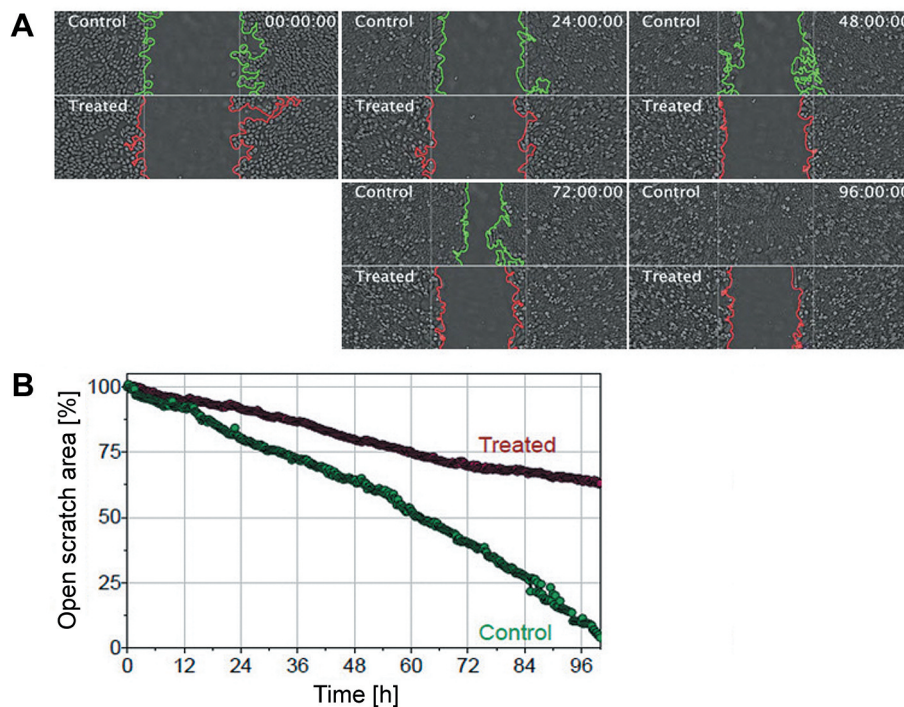 A
Control 00:00:00
Treated
Control 24:00:00
Treated
Control 48:00:00
Treated
Control 72:00:00
Treated
Control 96:00:00
Treated
B
Open scratch area [%]
100
75
50
25
0
Treated
Control
0 12 24 36 48 60 72 84 96
Time [h]